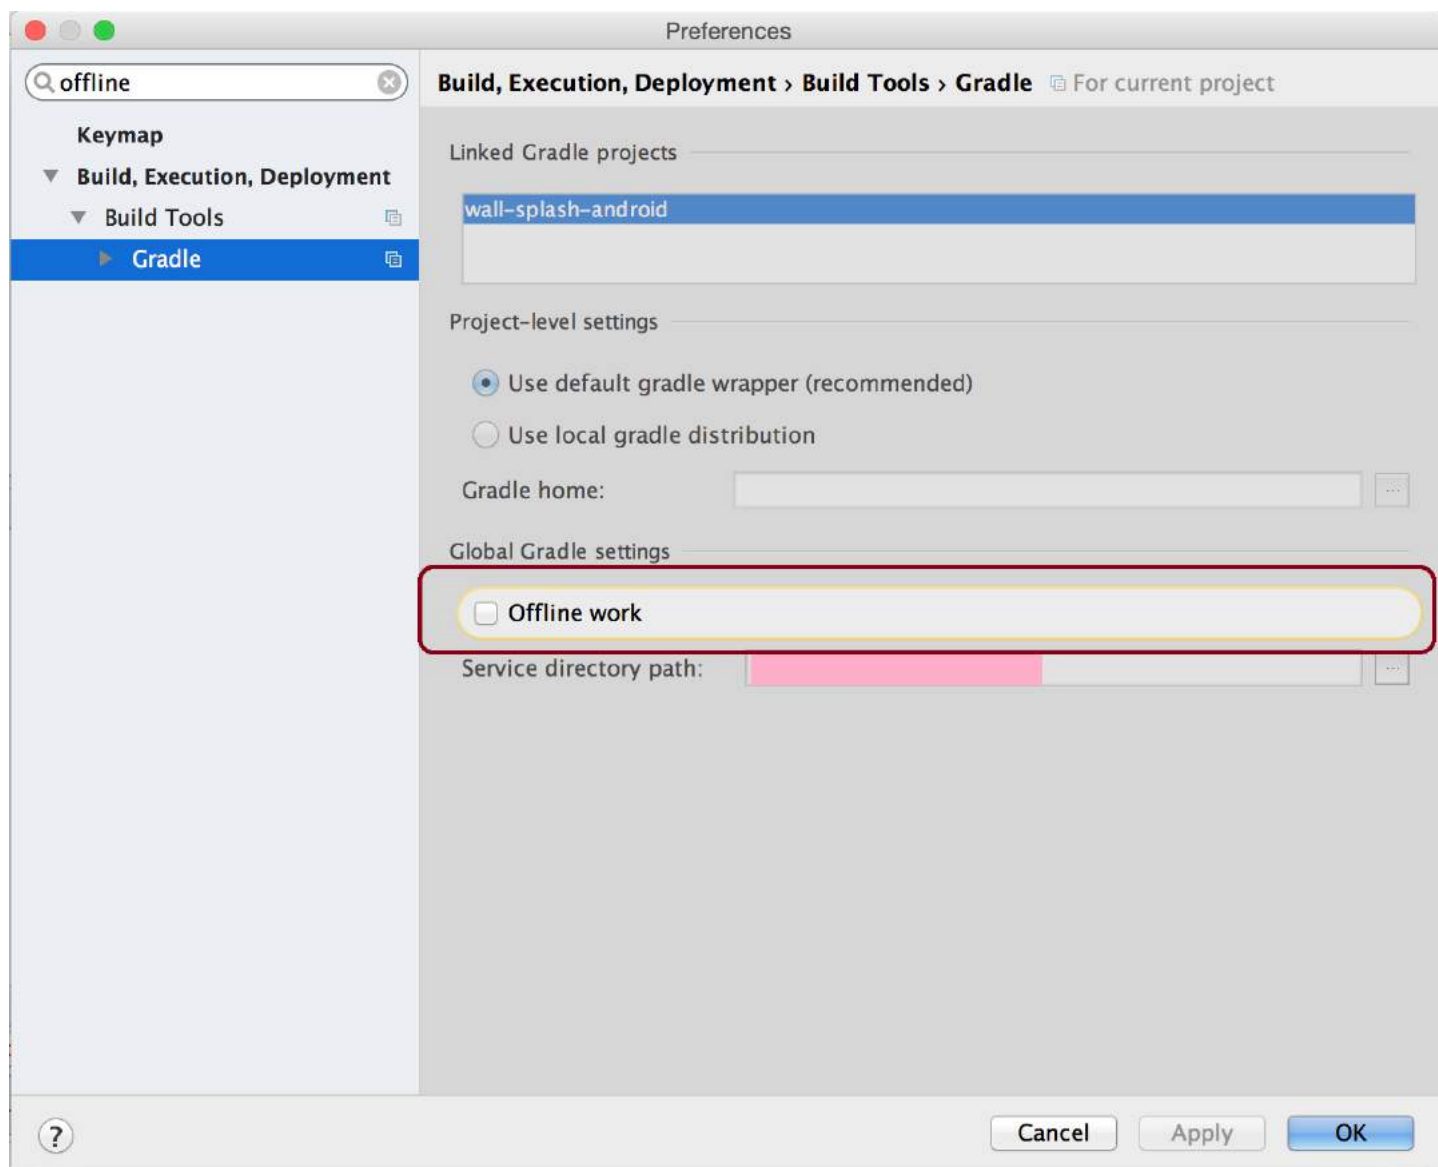 Preferences
offline
Build, Execution, Deployment › Build Tools › Gradle For current project
Keymap
Build, Execution, Deployment
Build Tools
Gradle
Linked Gradle projects
wall-splash-android
Project-level settings
Use default gradle wrapper (recommended)
Use local gradle distribution
Gradle home:
...
Global Gradle settings
Offline work
Service directory path:
...
?
Cancel
Apply
OK